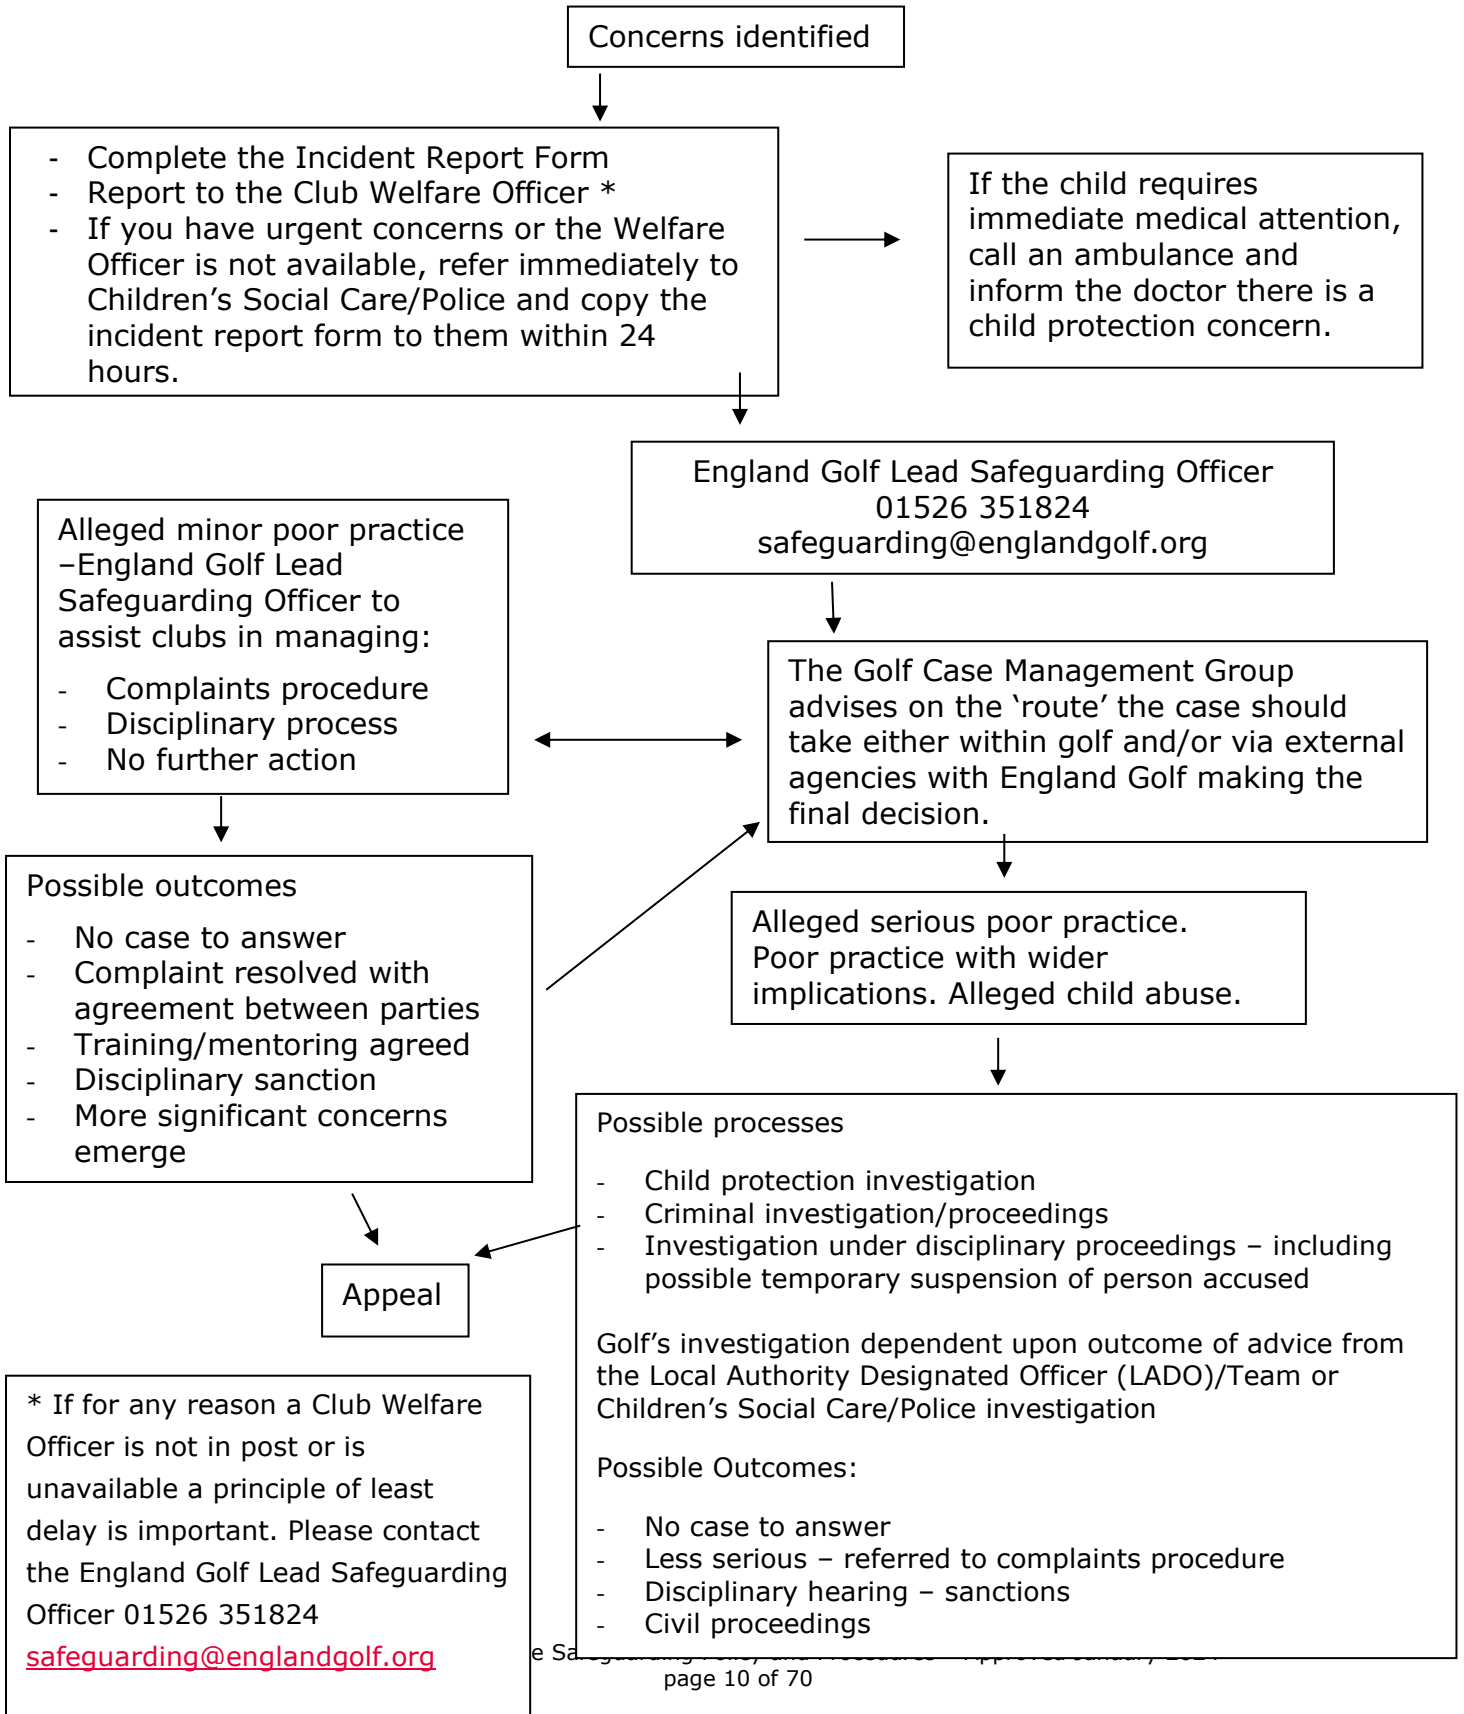 Concerns identified
- Complete the Incident Report Form
- Report to the Club Welfare Officer *
- If you have urgent concerns or the Welfare
Officer is not available, refer immediately to
Children’s Social Care/Police and copy the
incident report form to them within 24
hours.
If the child requires
immediate medical attention,
call an ambulance and
inform the doctor there is a
child protection concern.
England Golf Lead Safeguarding Officer
01526 351824
safeguarding@englandgolf.org
Alleged minor poor practice
–England Golf Lead
Safeguarding Officer to
assist clubs in managing:
- Complaints procedure
- Disciplinary process
- No further action
The Golf Case Management Group
advises on the ‘route’ the case should
take either within golf and/or via external
agencies with England Golf making the
final decision.
Possible outcomes
- No case to answer
- Complaint resolved with
agreement between parties
- Training/mentoring agreed
- Disciplinary sanction
- More significant concerns
emerge
Alleged serious poor practice.
Poor practice with wider
implications. Alleged child abuse.
Possible processes
- Child protection investigation
- Criminal investigation/proceedings
- Investigation under disciplinary proceedings – including
possible temporary suspension of person accused
Golf’s investigation dependent upon outcome of advice from
the Local Authority Designated Officer (LADO)/Team or
Children’s Social Care/Police investigation
Possible Outcomes:
- No case to answer
- Less serious – referred to complaints procedure
- Disciplinary hearing – sanctions
- Civil proceedings
Appeal
* If for any reason a Club Welfare
Officer is not in post or is
unavailable a principle of least
delay is important. Please contact
the England Golf Lead Safeguarding
Officer 01526 351824
safeguarding@englandgolf.org
page 10 of 70